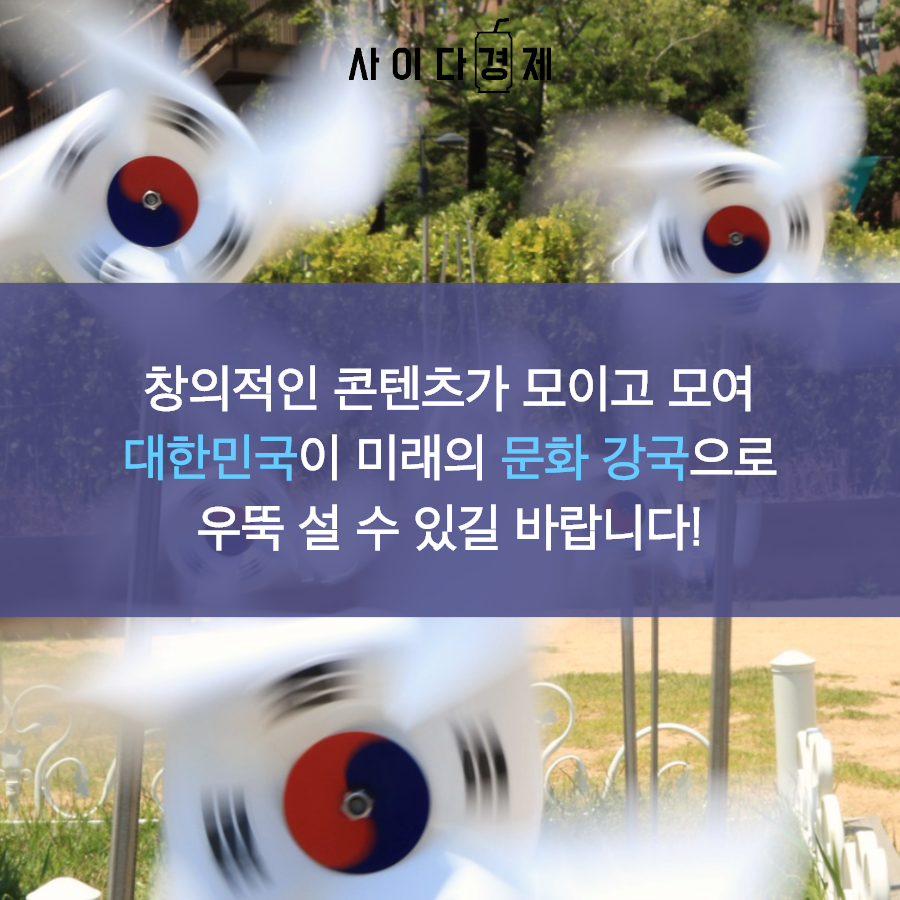 사이다경제
창의적인 콘텐츠가 모이고 모여
대한민국이 미래의 문화 강국으로
우뚝 설 수 있길 바랍니다!